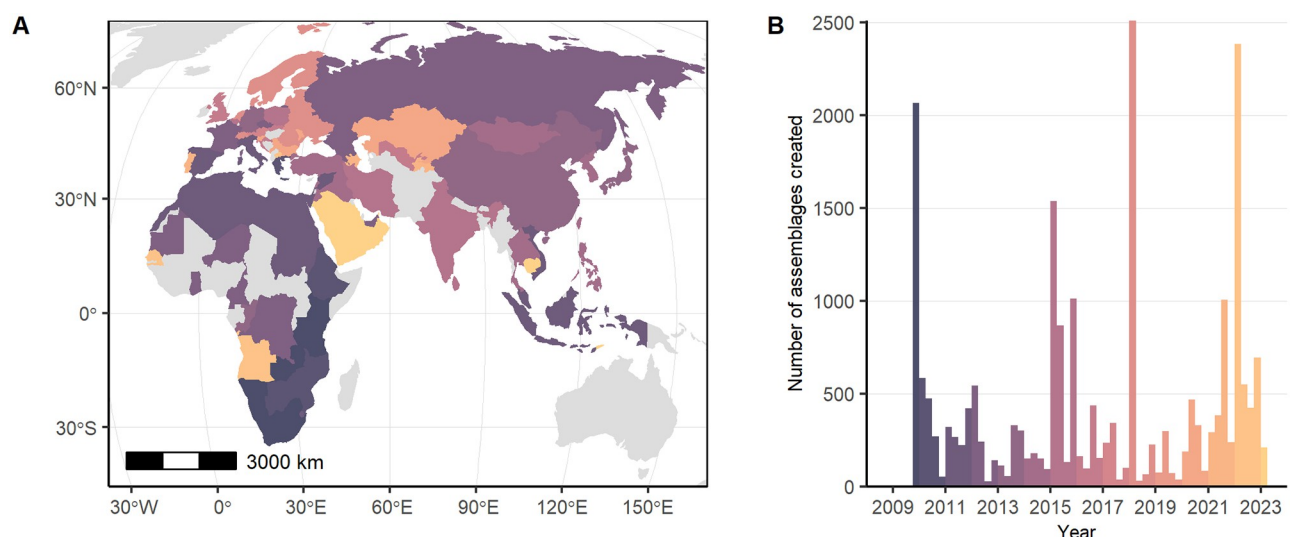 A
60°N
30°N
0°
30°S
3000 km
30°W 0° 30°E 60°E 90°E 120°E 150°E
B
Number of assemblages created
2500
2000
1500
1000
500
0
2009 2011 2013 2015 2017 2019 2021 2023
Year